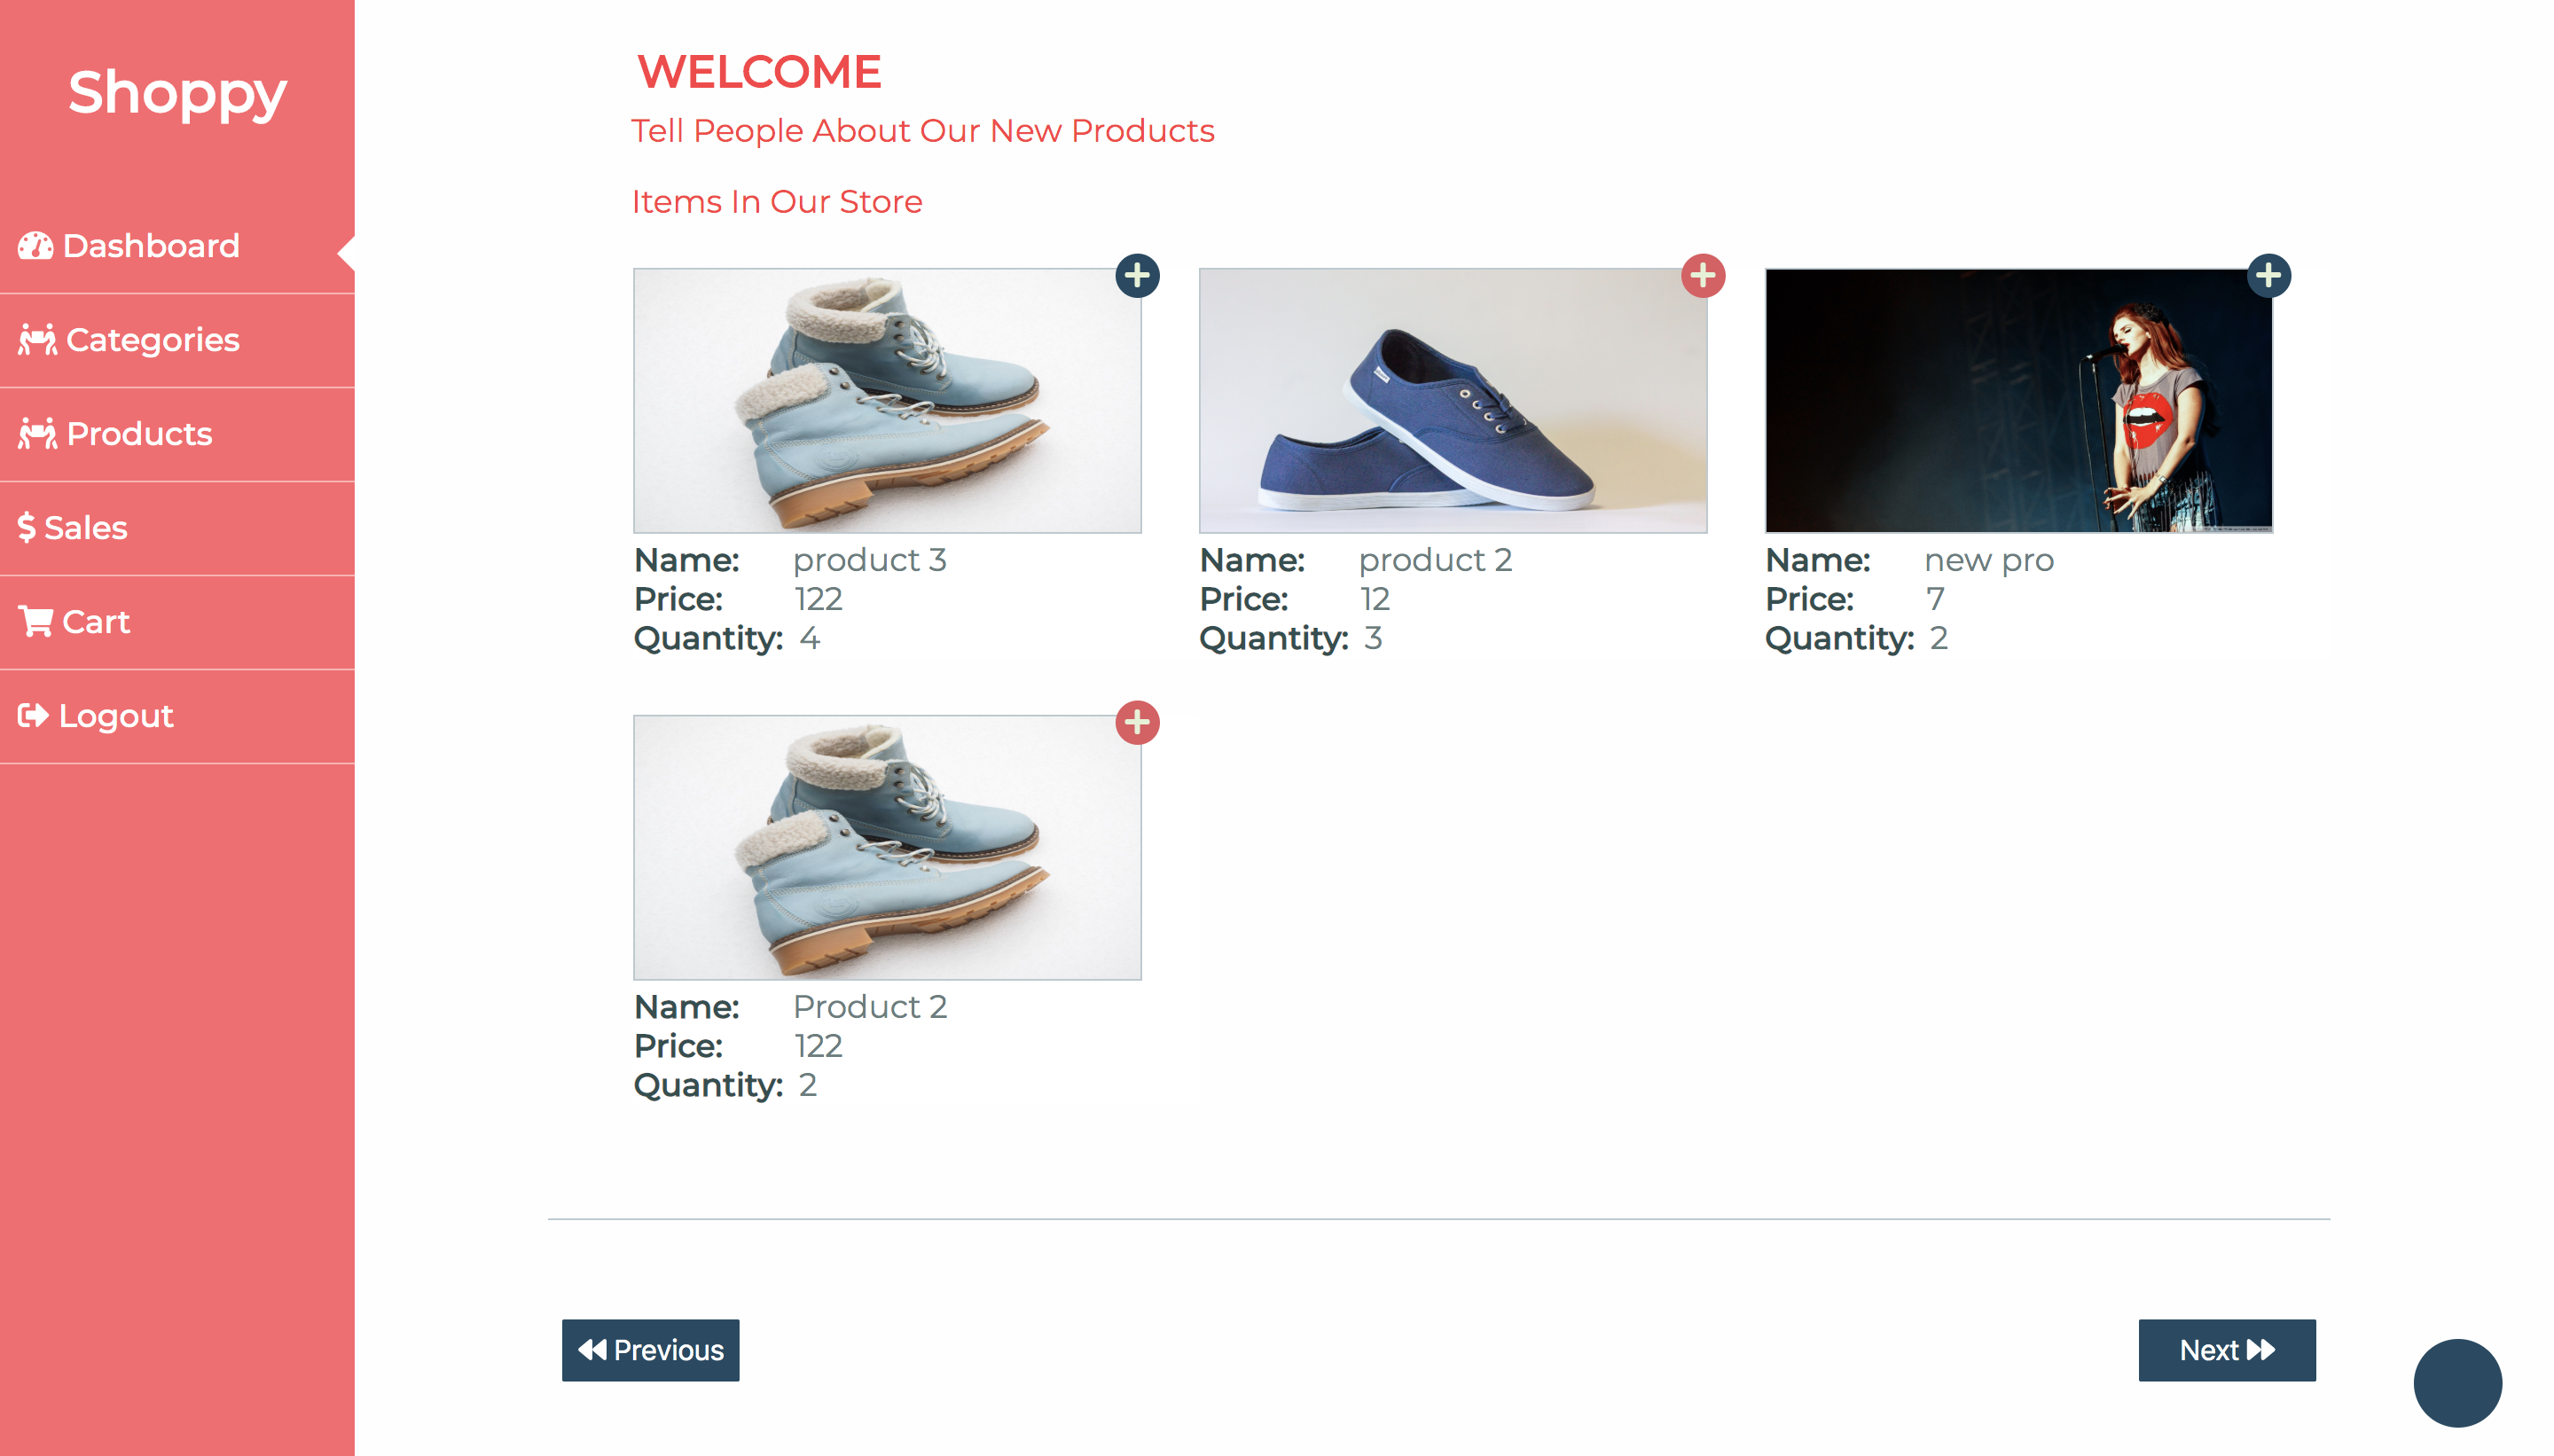 Shoppy
Dashboard
Categories
Products
Sales
Cart
Logout
WELCOME
Tell People About Our New Products
Items In Our Store
Name: product 3
Price: 122
Quantity: 4
Name: product 2
Price: 12
Quantity: 3
Name: new pro
Price: 7
Quantity: 2
Name: Product 2
Price: 122
Quantity: 2
Previous
Next